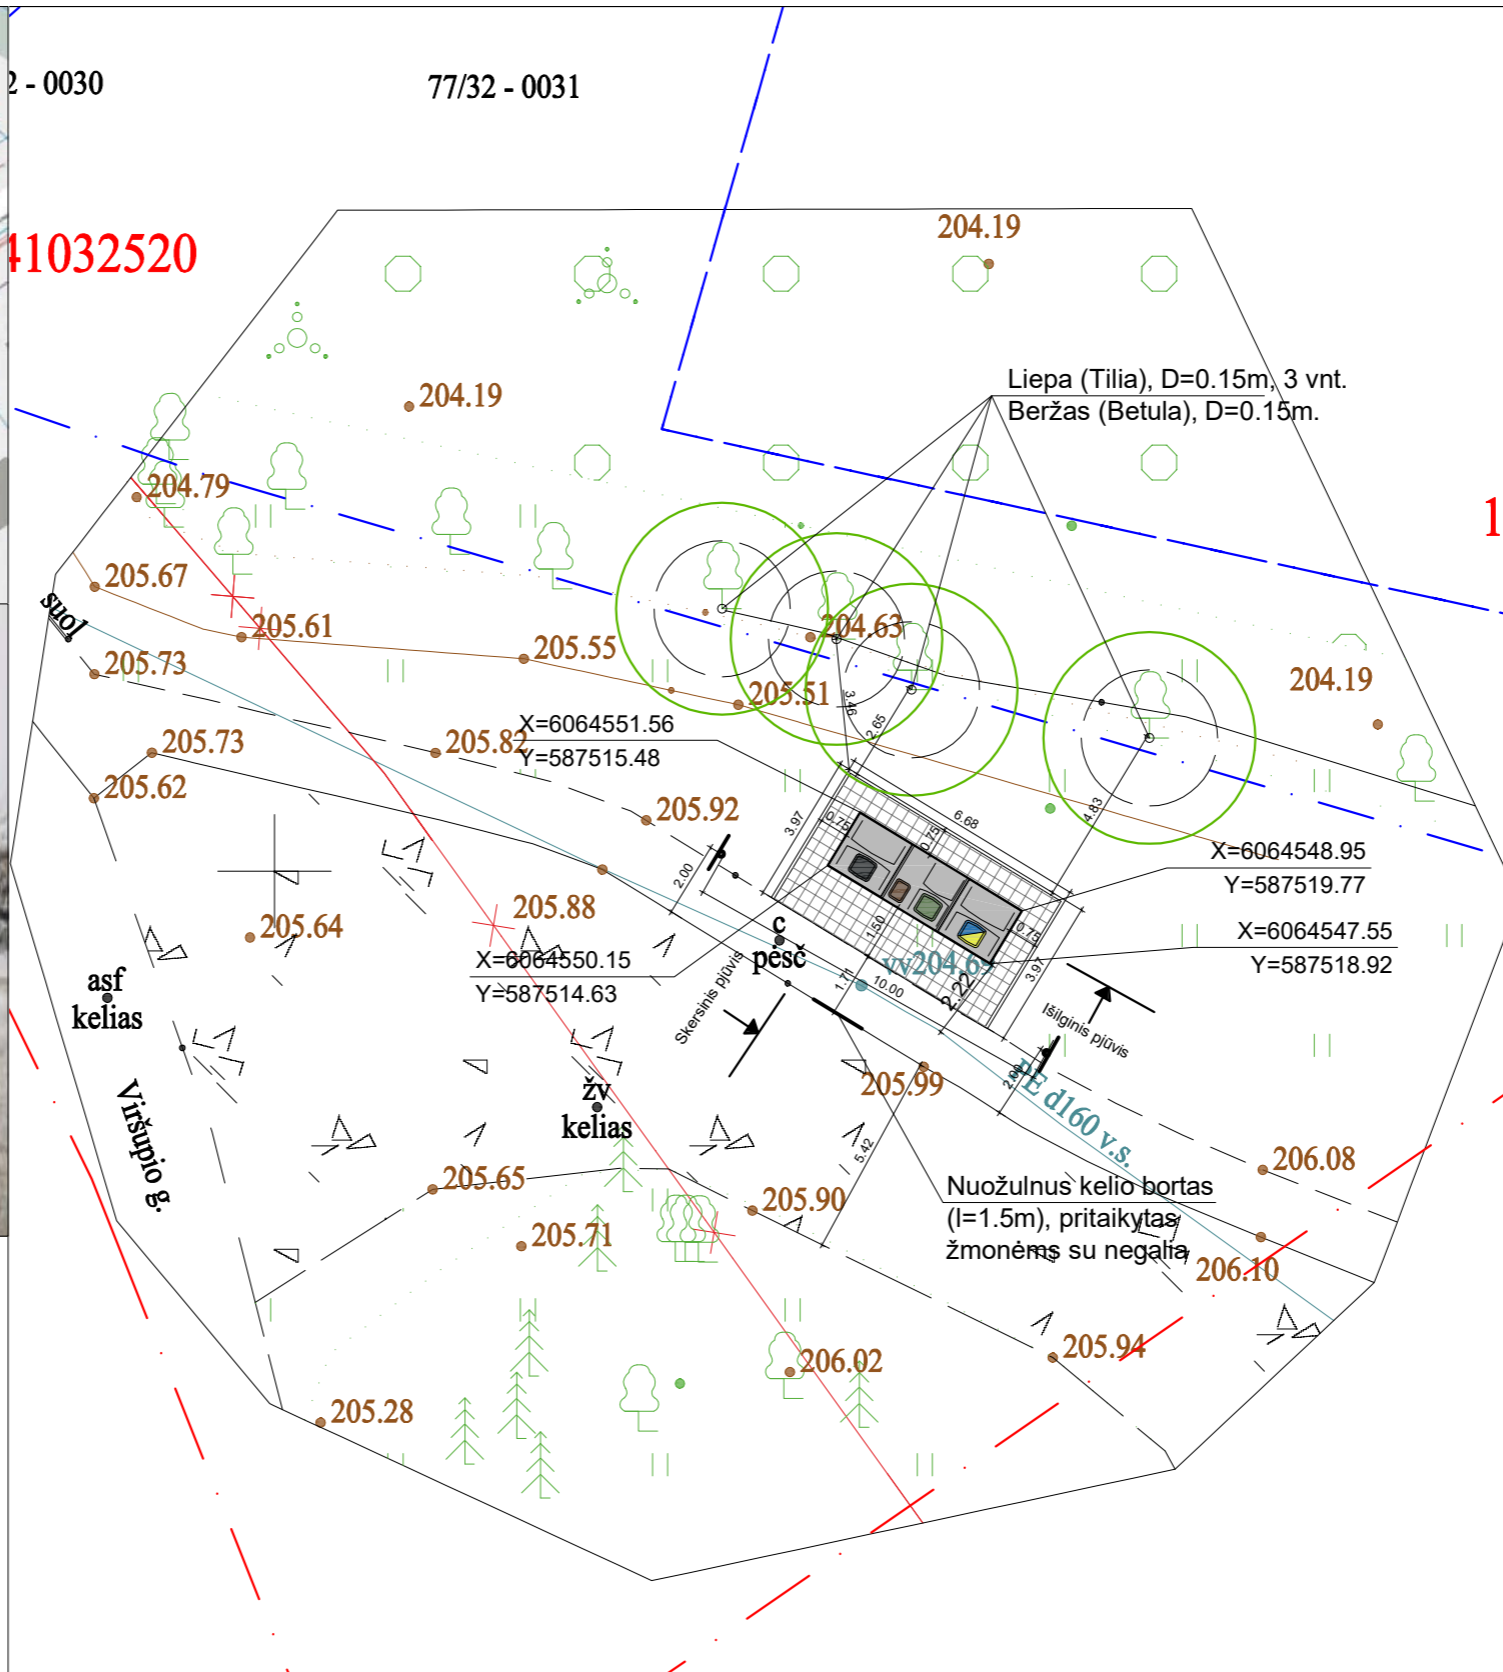 2 - 0030
77/32 - 0031
41032520
204.19
Liepa (Tilia), D=0.15m, 3 vnt.
Beržas (Betula), D=0.15m.
204.19
204.79
1
205.67
suol
205.61
205.55
204.63
205.73
205.51
204.19
3.46
2.65
X=6064551.56
Y=587515.48
205.73
205.82
205.62
205.92
3.97
0.75
0.75
6.68
4.83
X=6064548.95
Y=587519.77
2.00
205.88
205.64
c
pėsč
1.50
vv204.69
0.75
3.97
X=6064547.55
Y=587518.92
X=6064550.15
Y=587514.63
1.71
10.00
2.22
Skersinis pjūvis
Išilginis pjūvis
asf
kelias
205.99
2.00
PE d160 v.s.
žv
kelias
Viršupio g.
5.42
206.08
205.65
205.90
Nuožulnus kelio bortas
(l=1.5m), pritaikytas
žmonėms su negalia
205.71
206.10
205.94
206.02
205.28